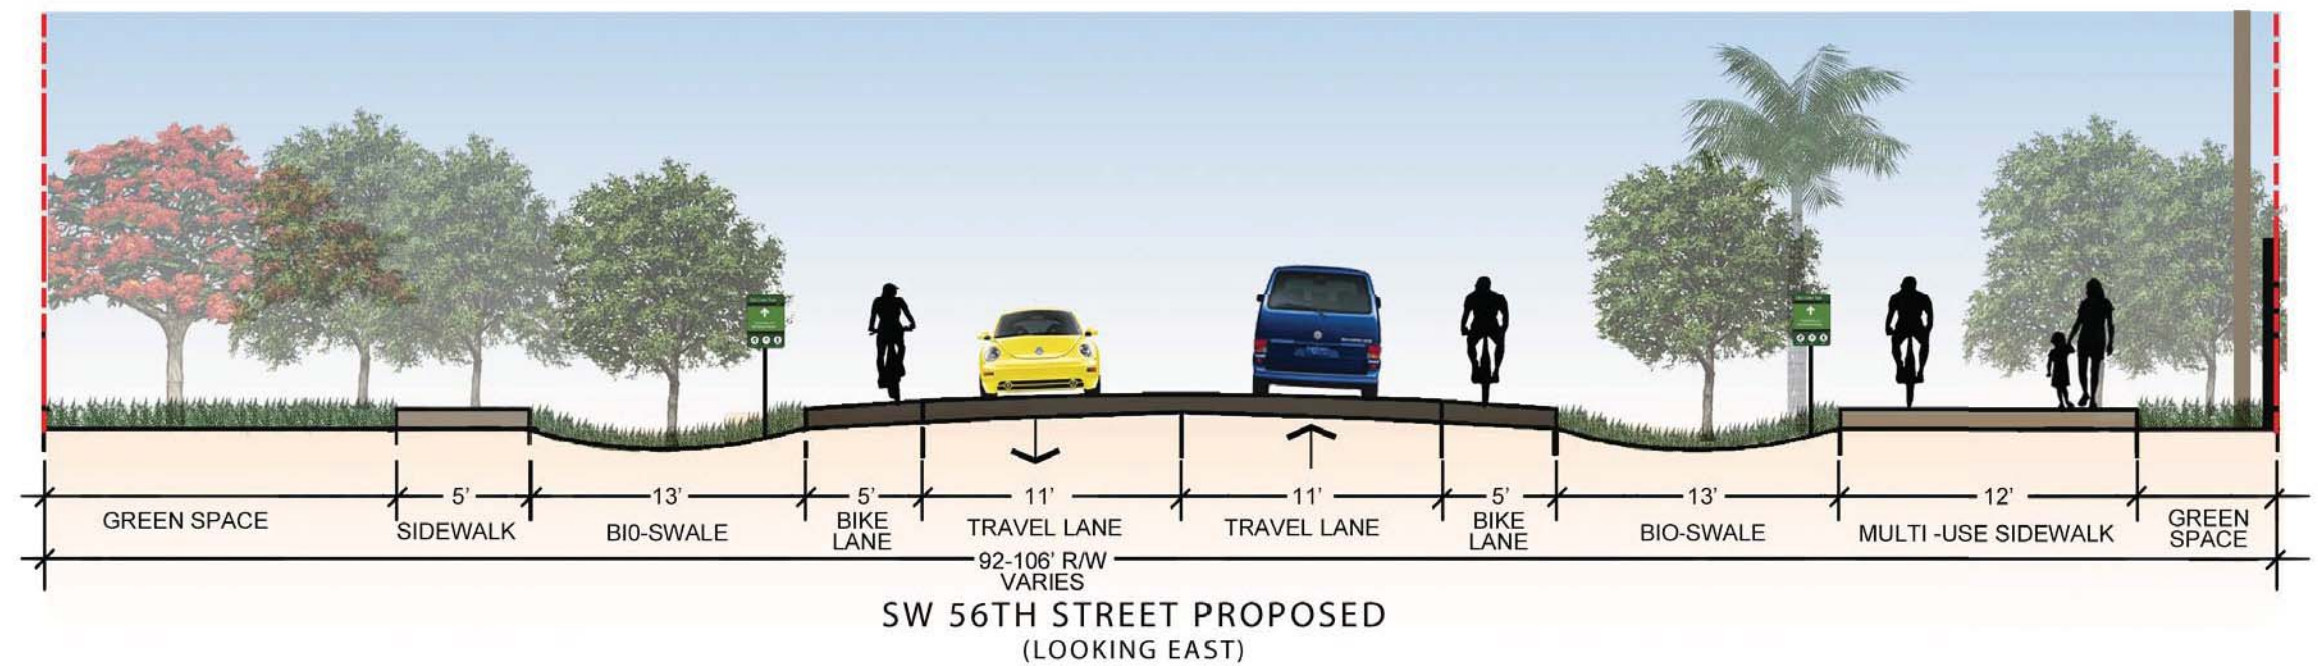 5' 13' 5' 11' 11' 5' 13' 12'
GREEN SPACE
SIDEWALK
BI0-SWALE
BIKE
LANE
TRAVEL LANE
TRAVEL LANE
BIKE
LANE
BIO-SWALE
MULTI -USE SIDEWALK
GREEN
SPACE
92-106' R/W
VARIES
SW 56TH STREET PROPOSED
(LOOKING EAST)